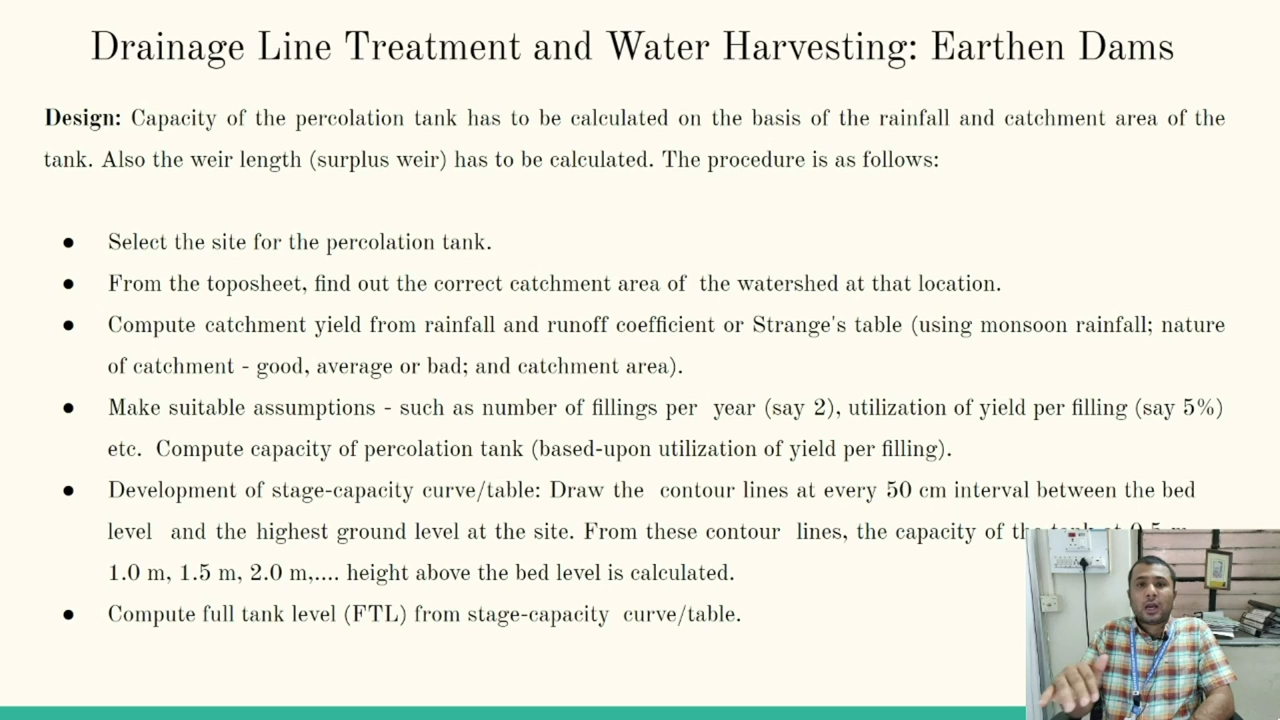 Drainage Line Treatment and Water Harvesting: Earthen Dams
Design: Capacity of the percolation tank has to be calculated on the basis of the rainfall and catchment area of the
tank. Also the weir length (surplus weir) has to be calculated. The procedure is as follows:
● Select the site for the percolation tank.
● From the toposheet, find out the correct catchment area of the watershed at that location.
● Compute catchment yield from rainfall and runoff coefficient or Strange's table (using monsoon rainfall; nature
of catchment - good, average or bad; and catchment area).
● Make suitable assumptions - such as number of fillings per year (say 2), utilization of yield per filling (say 5%)
etc. Compute capacity of percolation tank (based-upon utilization of yield per filling).
● Development of stage-capacity curve/table: Draw the contour lines at every 50 cm interval between the bed
level and the highest ground level at the site. From these contour lines, the capacity of the tank at 0.5 m
1.0 m, 1.5 m, 2.0 m,.... height above the bed level is calculated.
● Compute full tank level (FTL) from stage-capacity curve/table.